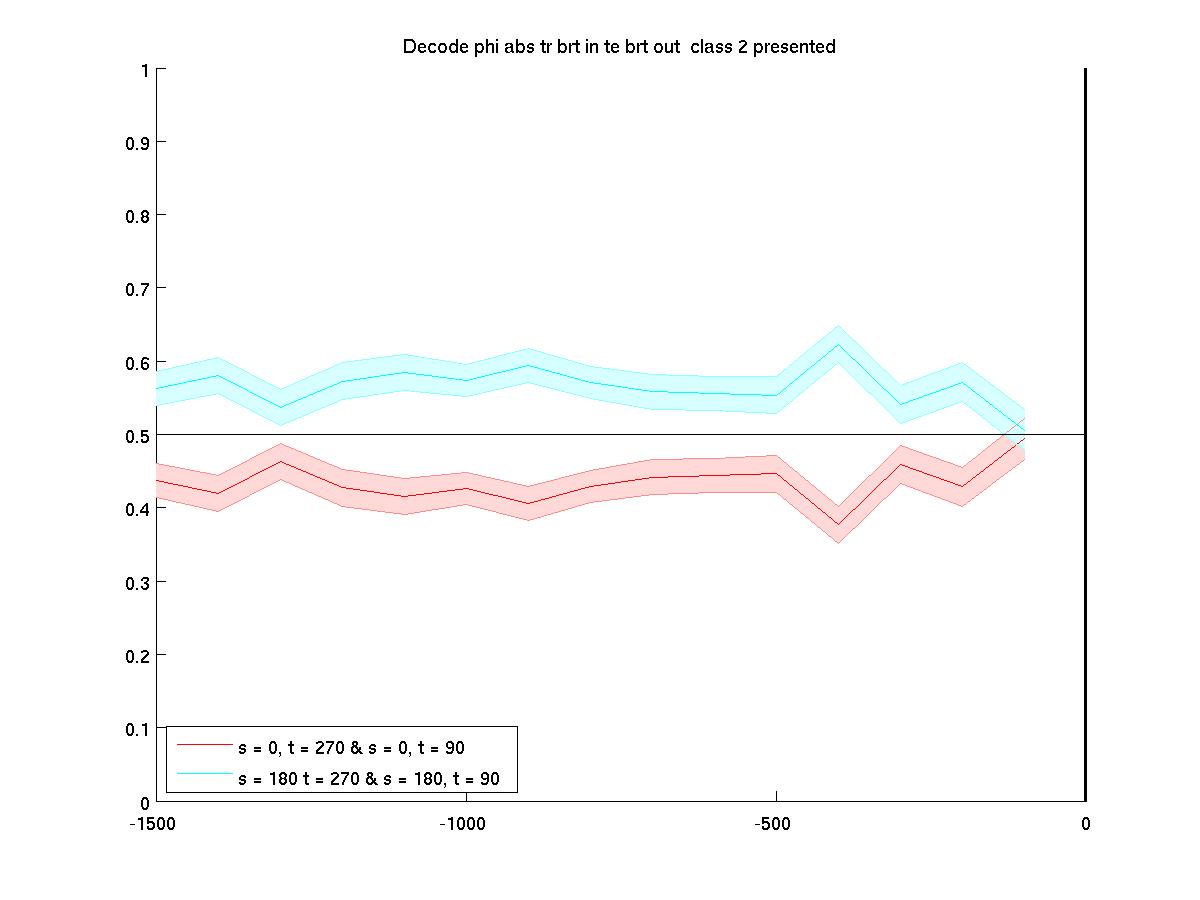 Decode phi abs tr brt in te brt out  class 2 presented
1
0.9
0.8
0.7
0.6
0.5
0.4
0.3
0.2
0.1
0
s = 0, t = 270 & s = 0, t = 90
s = 180 t = 270 & s = 180, t = 90
-1500 -1000 -500 0